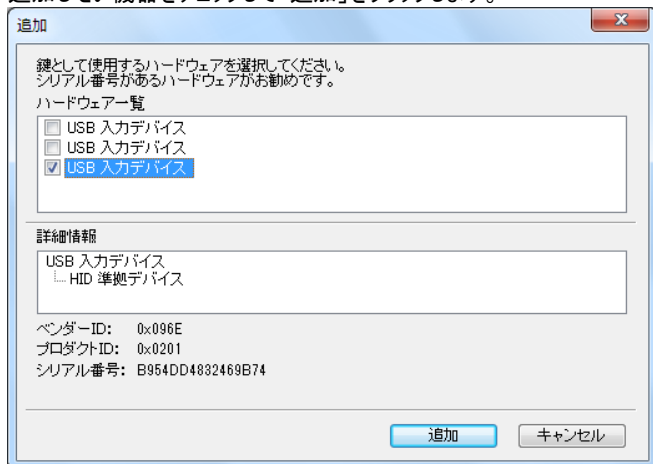 追加
鍵として使用するハードウェアを選択してください。
シリアル番号があるハードウェアがお勧めです。
ハードウェア一覧
USB 入力デバイス
USB 入力デバイス
USB 入力デバイス
詳細情報
USB 入力デバイス
HID 準拠デバイス
ベンダーID: 0x096E
プロダクトID: 0x0201
シリアル番号: B954DD4832469B74
追加 キャンセル